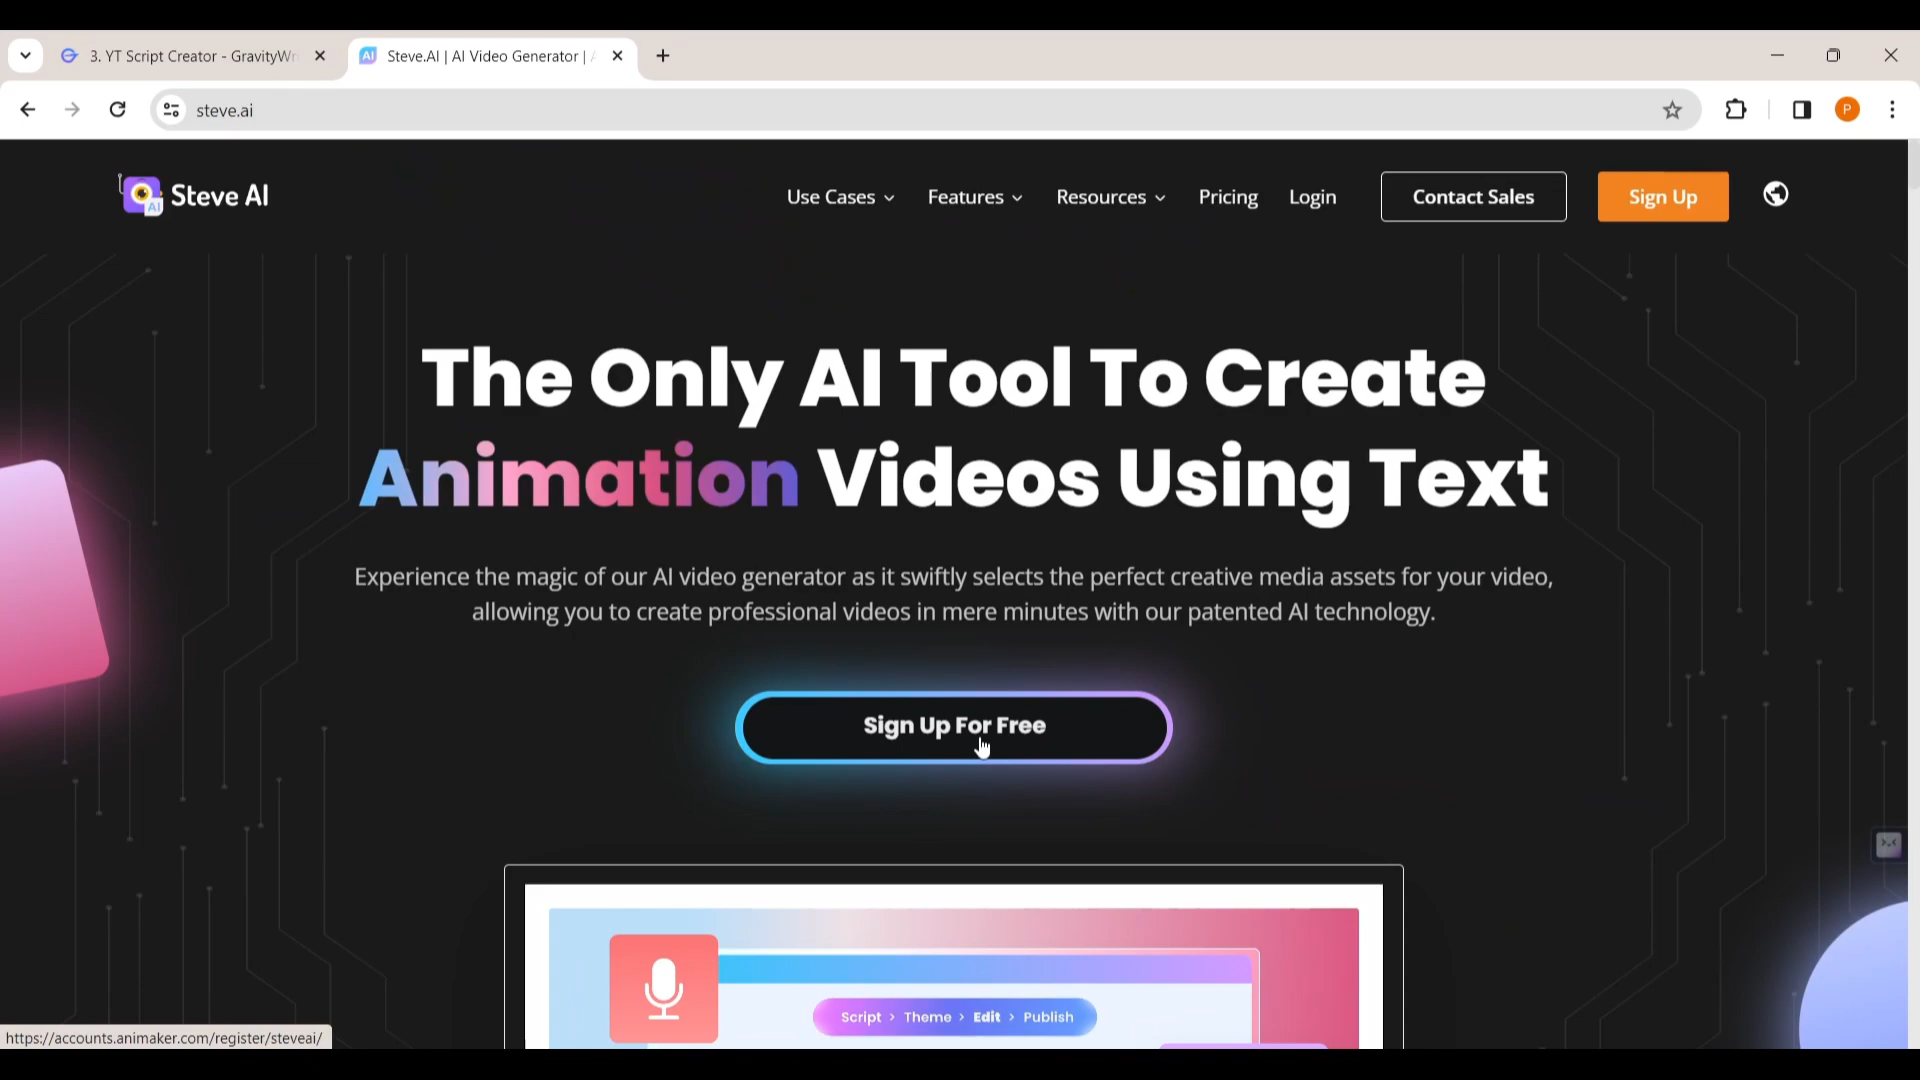 3. YT Script Creator - GravityWr
Steve.AI | AI Video Generator |
steve.ai
P
AI
Steve AI
Use Cases
Features
Resources
Pricing
Login
Contact Sales
Sign Up
The Only AI Tool To Create
Animation Videos Using Text
Experience the magic of our AI video generator as it swiftly selects the perfect creative media assets for your video,
allowing you to create professional videos in mere minutes with our patented AI technology.
Sign Up For Free
Script > Theme > Edit > Publish
https://accounts.animaker.com/register/steveai/